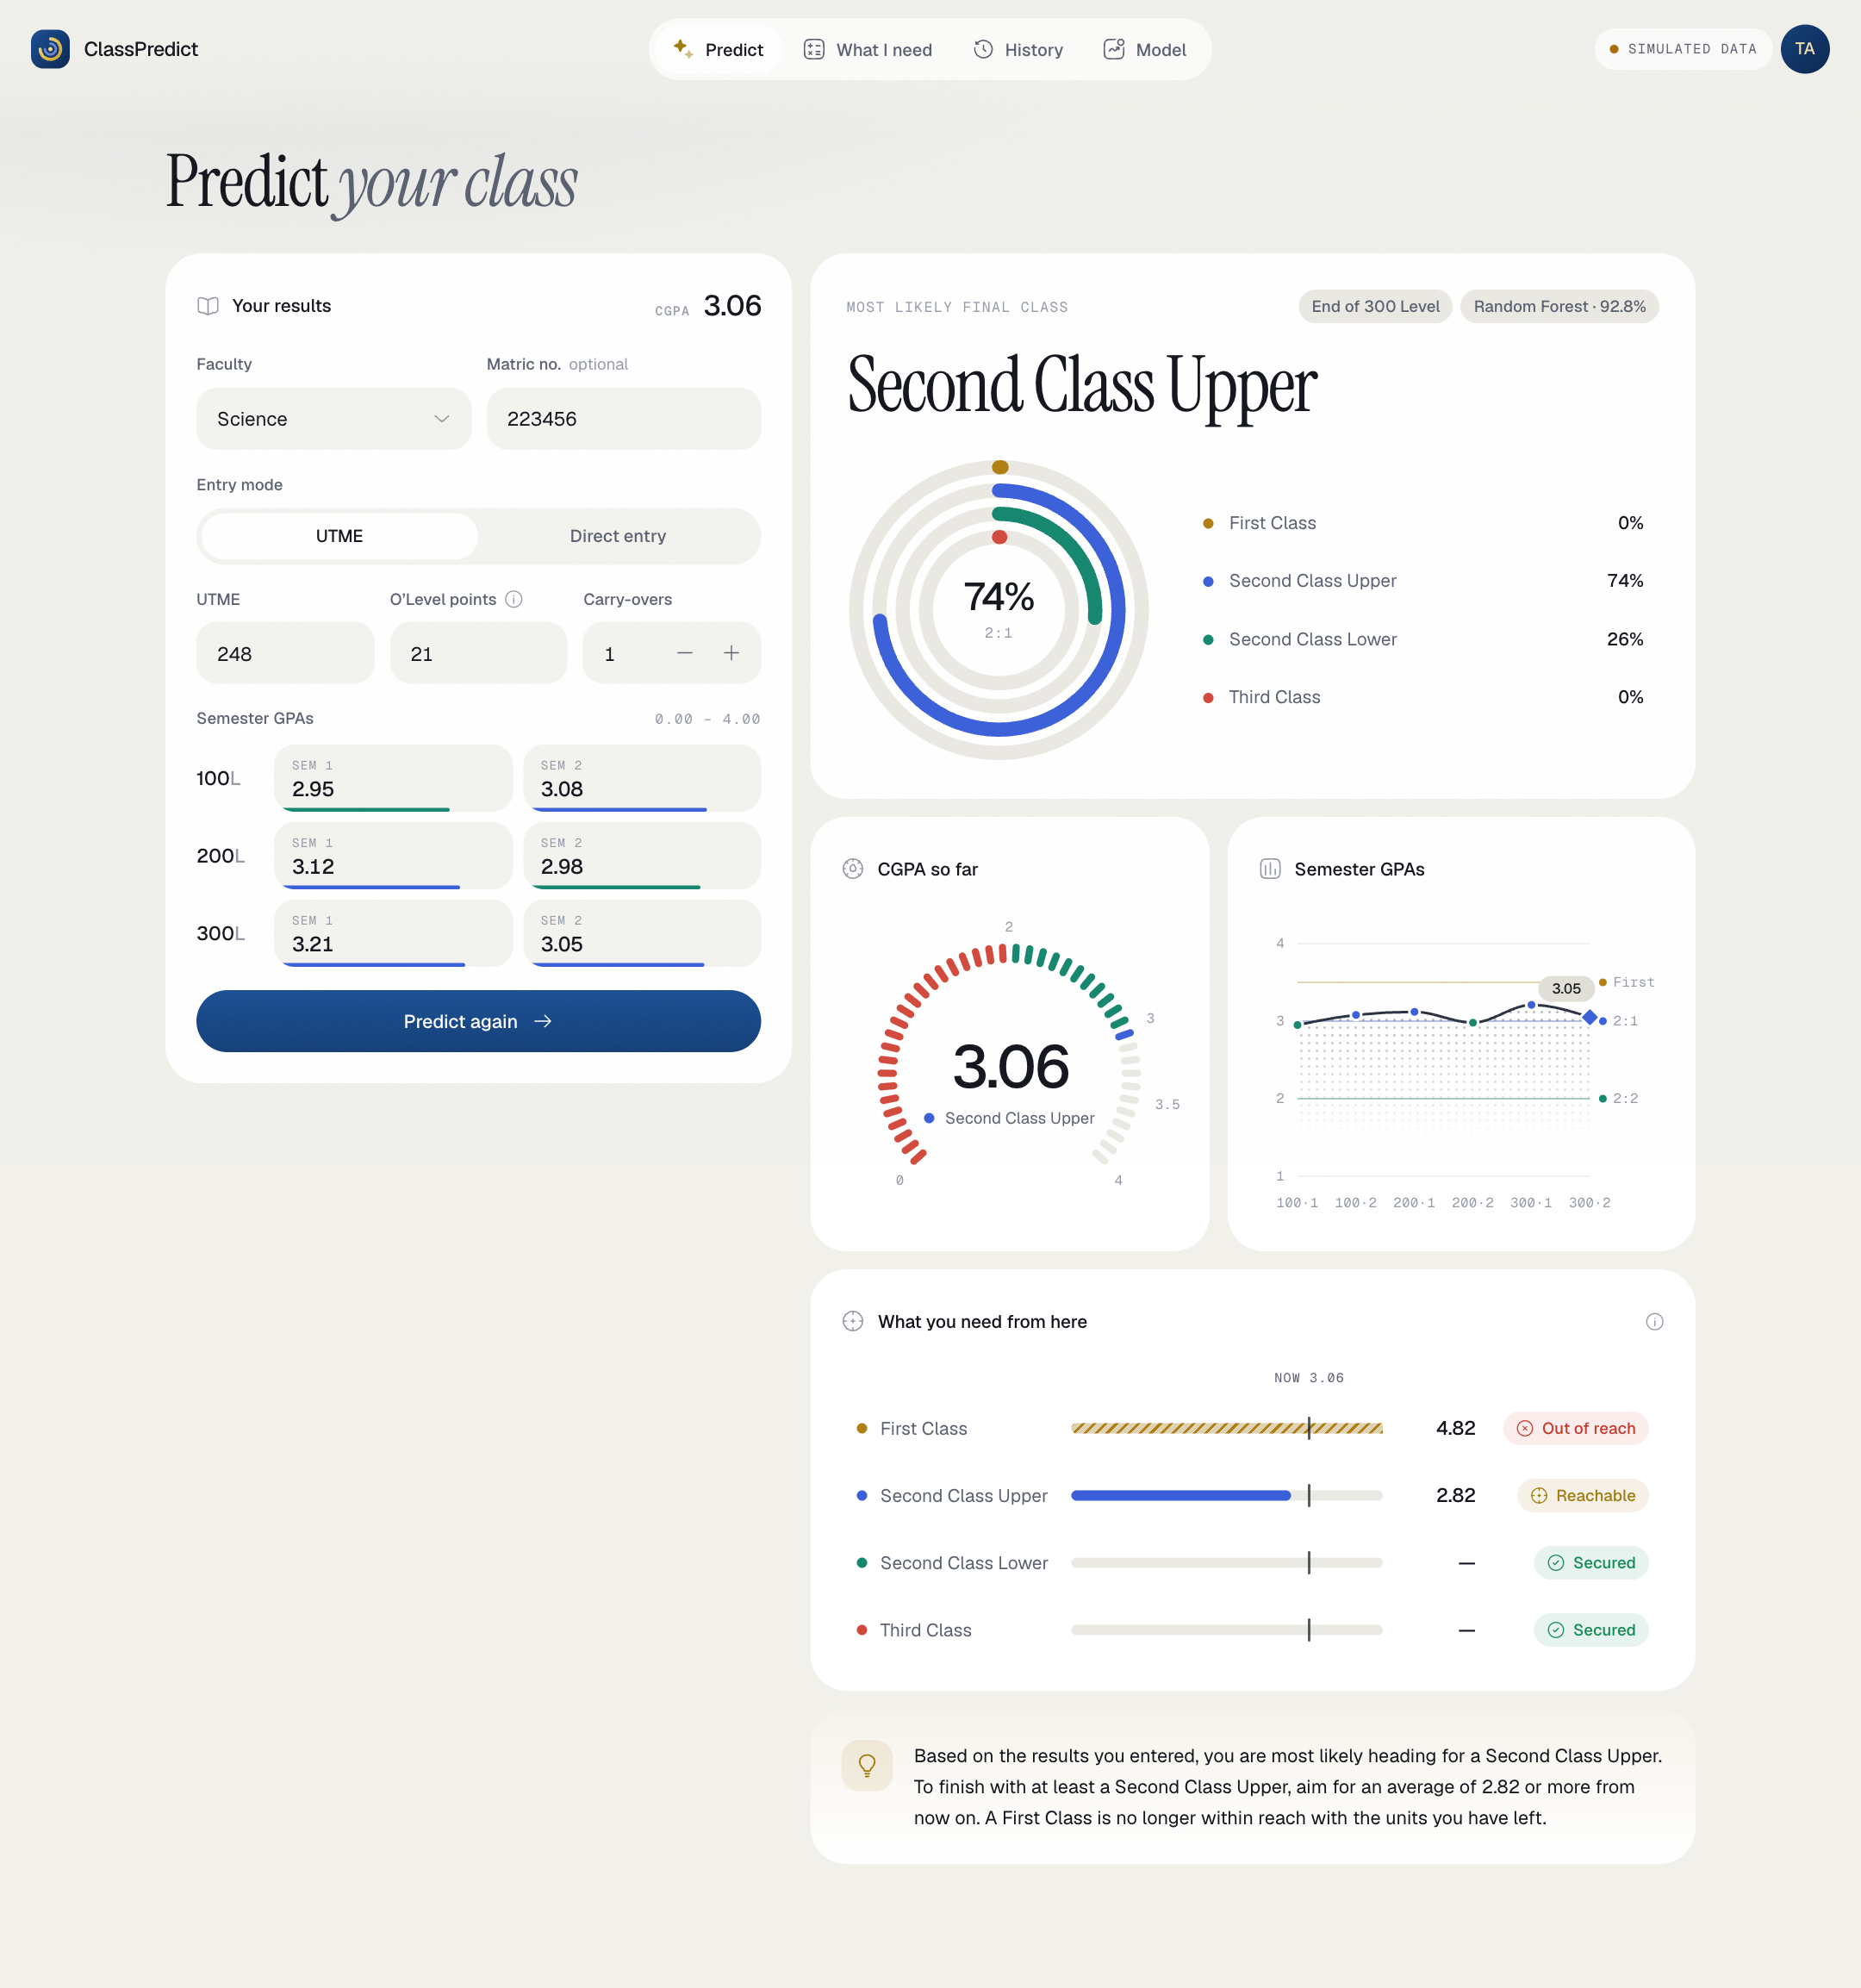 ClassPredict
Predict
What I need
History
Model
SIMULATED DATA
TA
Predict your class
Your results
CGPA 3.06
Faculty
Matric no. optional
Science
223456
Entry mode
UTME
Direct entry
UTME
O’Level points
Carry-overs
248
21
1
Semester GPAs
0.00 – 4.00
100L
SEM 1
2.95
SEM 2
3.08
200L
SEM 1
3.12
SEM 2
2.98
300L
SEM 1
3.21
SEM 2
3.05
Predict again
MOST LIKELY FINAL CLASS
End of 300 Level
Random Forest · 92.8%
Second Class Upper
74%
2:1
First Class 0%
Second Class Upper 74%
Second Class Lower 26%
Third Class 0%
CGPA so far
2
3
3.5
0
4
3.06
Second Class Upper
Semester GPAs
4
3
2
1
3.05
First
2:1
2:2
100·1 100·2 200·1 200·2 300·1 300·2
What you need from here
NOW 3.06
First Class 4.82 Out of reach
Second Class Upper 2.82 Reachable
Second Class Lower — Secured
Third Class — Secured
Based on the results you entered, you are most likely heading for a Second Class Upper.
To finish with at least a Second Class Upper, aim for an average of 2.82 or more from
now on. A First Class is no longer within reach with the units you have left.